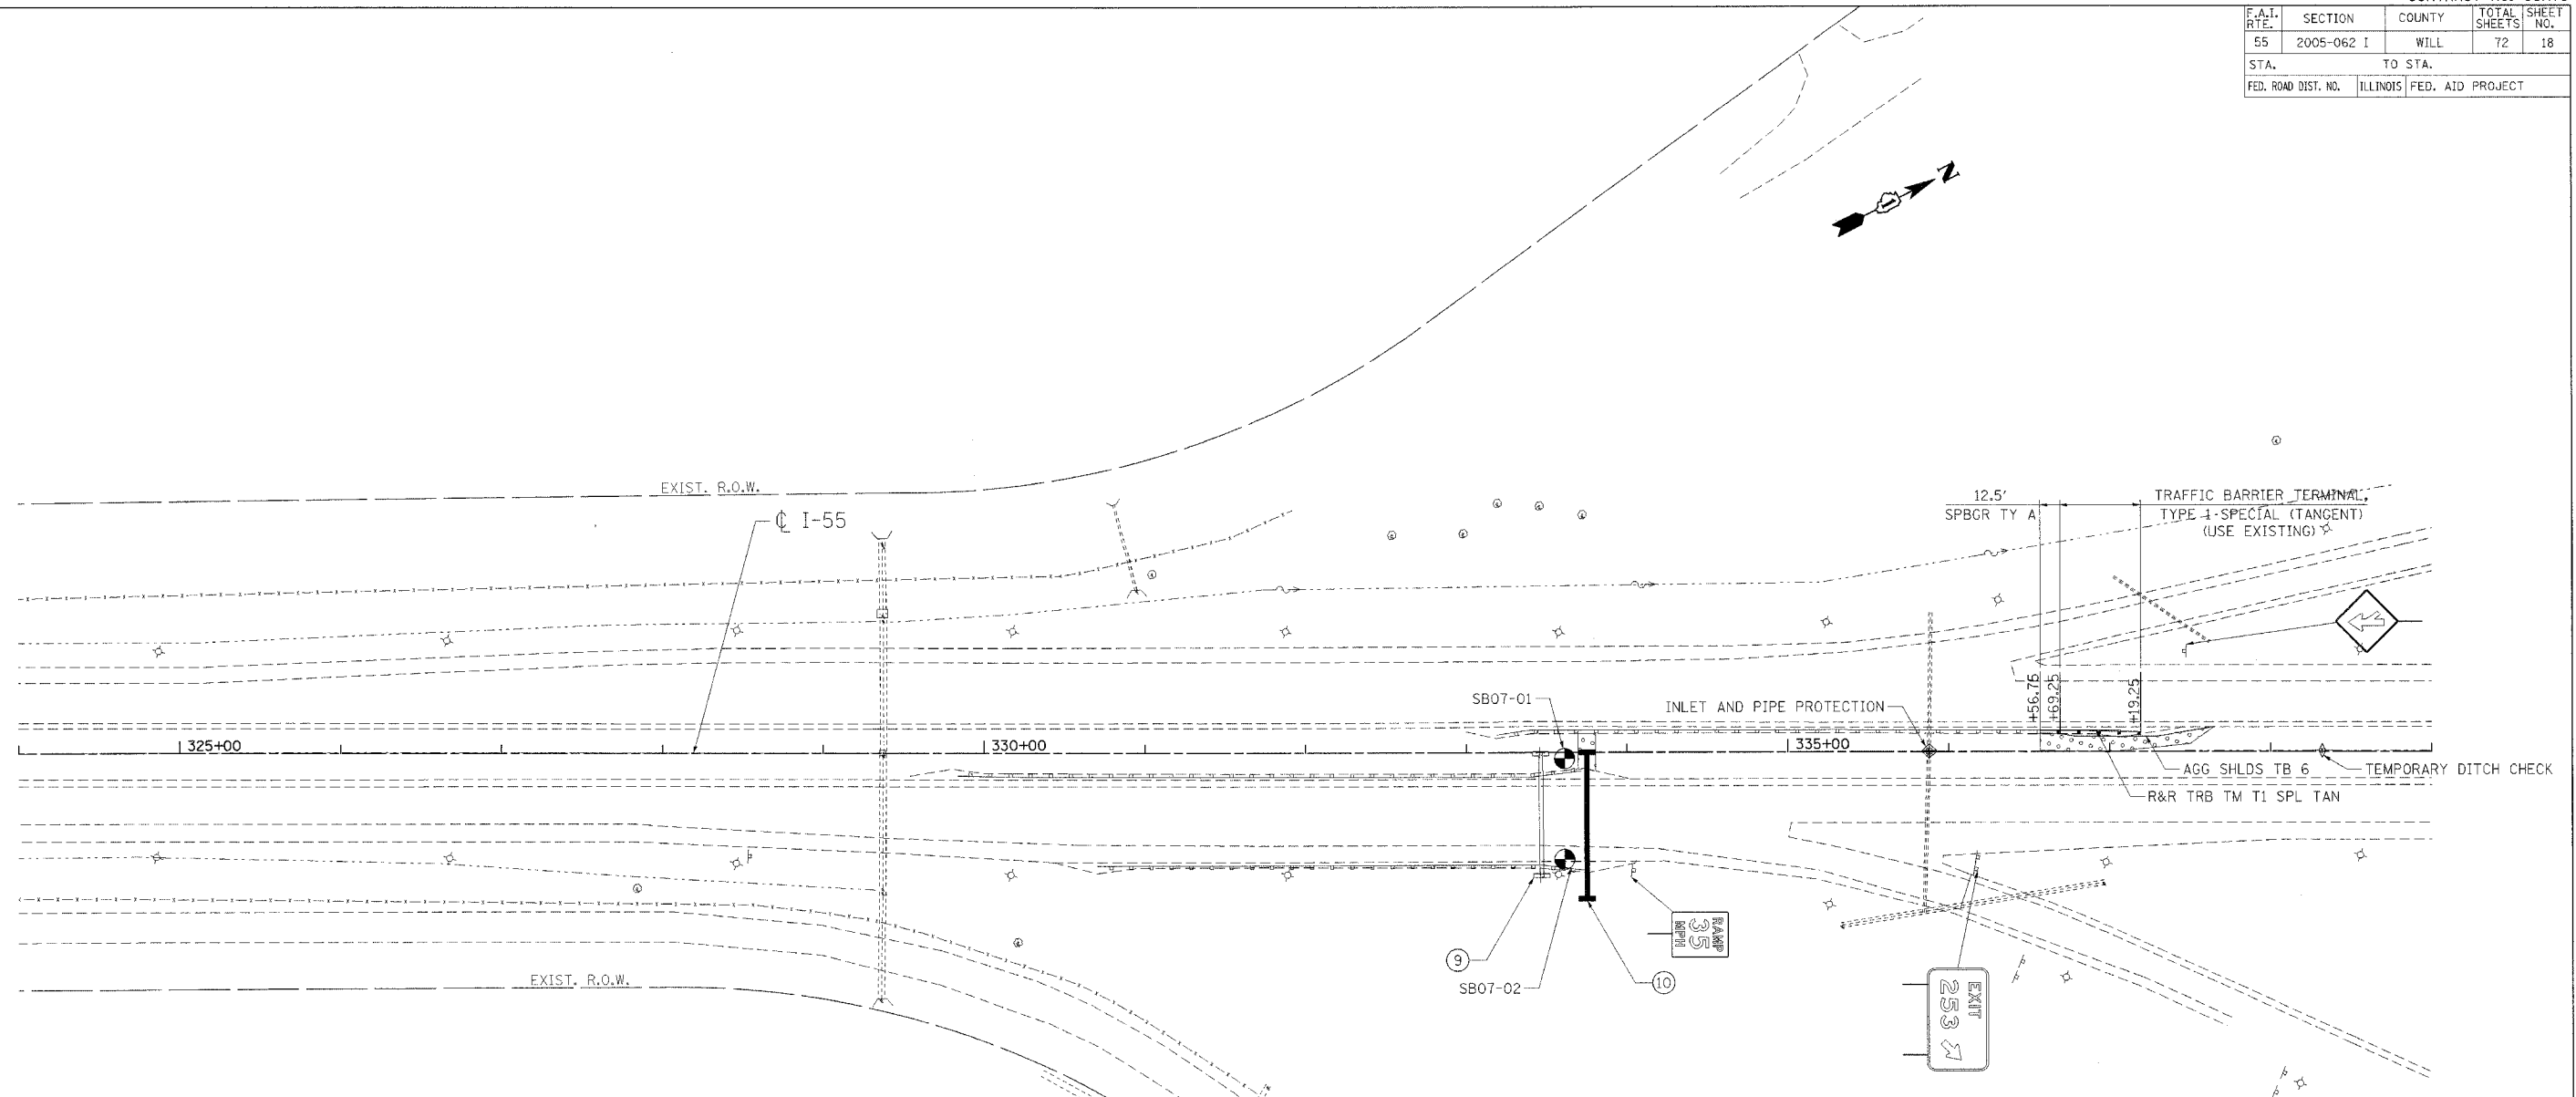 F.A.I. RTE. SECTION COUNTY TOTAL SHEETS SHEET NO.
55 2005-062 I WILL 72 18
STA. TO STA.
FED. ROAD DIST. NO. ILLINOIS FED. AID PROJECT
N
EXIST. R.O.W.
℄ I-55
12.5'
SPBGR TY A
TRAFFIC BARRIER TERMINAL,
TYPE 1-SPECIAL (TANGENT)
(USE EXISTING)
+56.75
+69.25
+19.25
SB07-01
INLET AND PIPE PROTECTION
325+00
330+00
335+00
AGG SHLDS TB 6
TEMPORARY DITCH CHECK
R&R TRB TM T1 SPL TAN
RAMP
35
MPH
9
SB07-02
10
EXIST. R.O.W.
EXIT
253